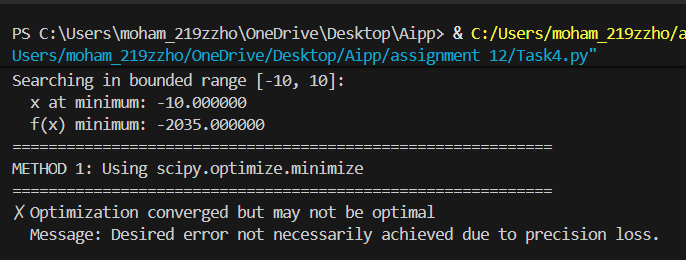 PS C:\Users\moham_219zzho\OneDrive\Desktop\Aipp> & C:/Users/moham_219zzho/a
Users/moham_219zzho/OneDrive/Desktop/Aipp/assignment 12/Task4.py"
Searching in bounded range [-10, 10]:
  x at minimum: -10.000000
  f(x) minimum: -2035.000000
============================================================
METHOD 1: Using scipy.optimize.minimize
============================================================
✗ Optimization converged but may not be optimal
  Message: Desired error not necessarily achieved due to precision loss.